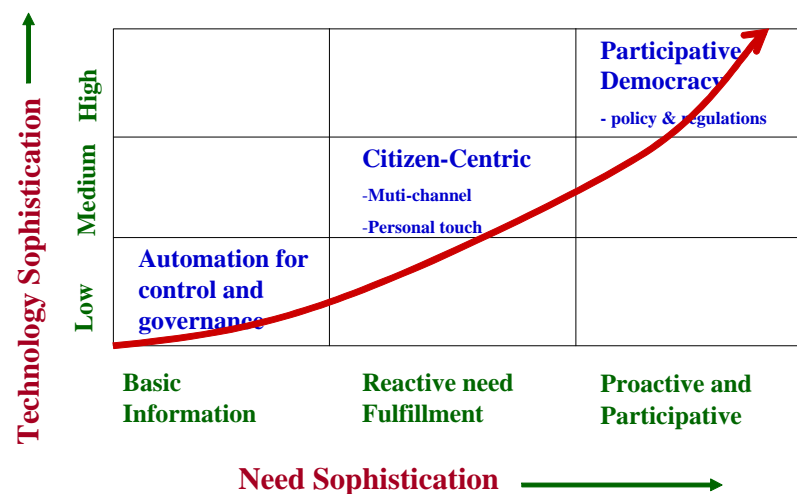 Technology Sophistication
High
Medium
Low
Participative
Democracy
- policy & regulations
Citizen-Centric
-Muti-channel
-Personal touch
Automation for
control and
governance
Basic
Information
Reactive need
Fulfillment
Proactive and
Participative
Need Sophistication